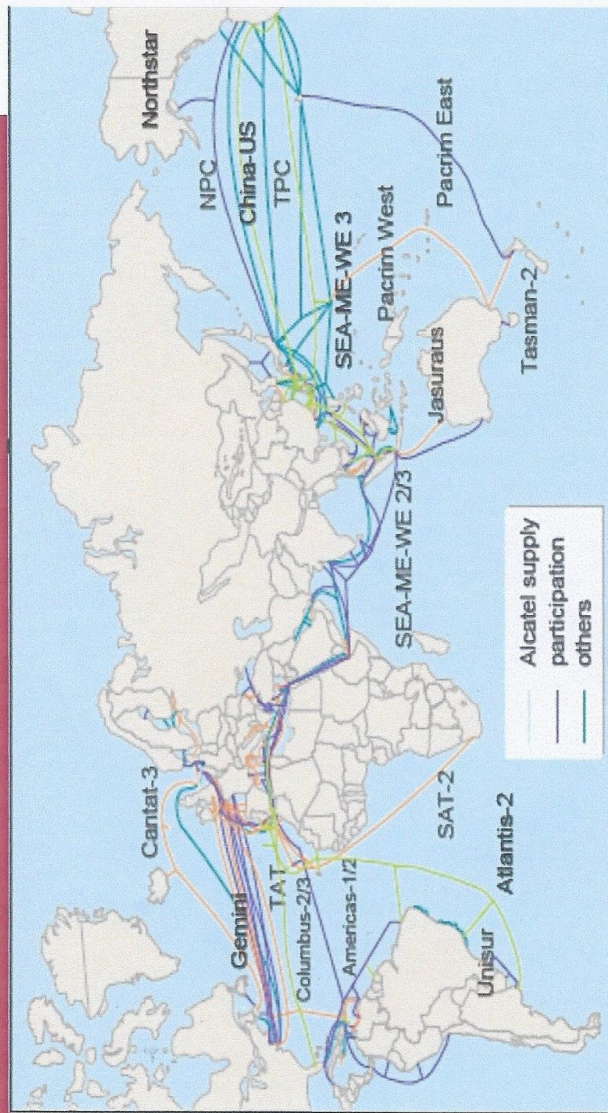 Northstar
NPC
China-US
TPC
Pacrim East
SEA-ME-WE 3
Pacrim West
Jasuraus
Tasman-2
SEA-ME-WE 2/3
Cantat-3
Gemini
TAT
Columbus-2/3
Americas-1/2
SAT-2
Atlantis-2
Unisur
Alcatel supply
participation
others